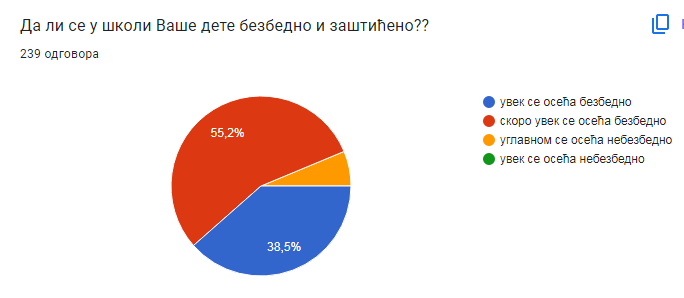 Да ли се у школи Ваше дете безбедно и заштићено??
239 одговора
55,2%
38,5%
увек се осећа безбедно
скоро увек се осећа безбедно
углавном се осећа небезбедно
увек се осећа небезбедно